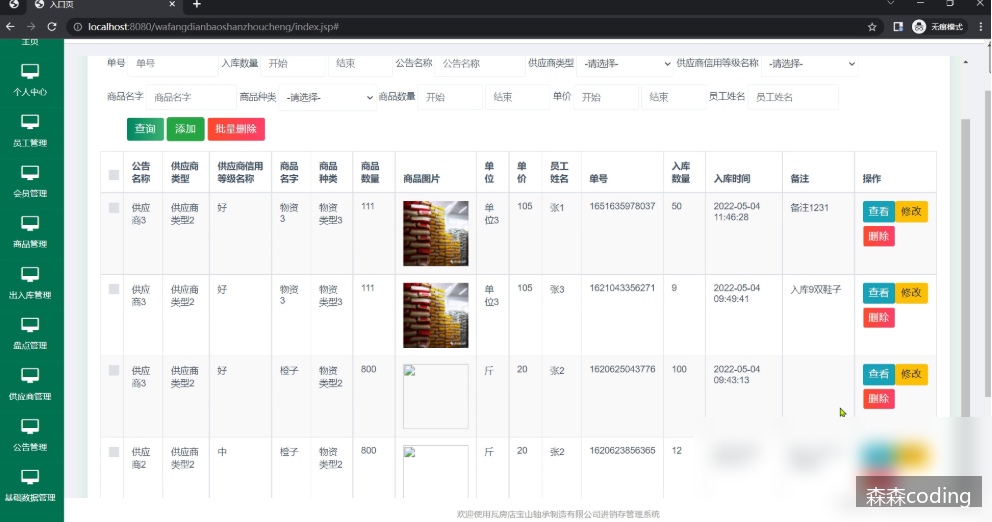 入口页
localhost:8080/wafangdianbaoshanzhoucheng/index.jsp#
无痕模式
主页
个人中心
员工管理
会员管理
商品管理
出入库管理
盘点管理
供应商管理
公告管理
基础数据管理
单号 单号 入库数量 开始 结束 公告名称 公告名称 供应商类型 -请选择- 供应商信用等级名称 -请选择-
商品名字 商品名字 商品种类 -请选择- 商品数量 开始 结束 单价 开始 结束 员工姓名 员工姓名
查询 添加 批量删除
公告名称 供应商类型 供应商信用等级名称 商品名字 商品种类 商品数量 商品图片 单位 单价 员工姓名 单号 入库数量 入库时间 备注 操作
供应商3 供应商类型2 好 物资3 物资类型3 111 单位3 105 张1 1651635978037 50 2022-05-04 11:46:28 备注1231 查看 修改 删除
供应商3 供应商类型2 好 物资3 物资类型3 111 单位3 105 张3 1621043356271 9 2022-05-04 09:49:41 入库9双鞋子 查看 修改 删除
供应商3 供应商类型2 好 橙子 物资类型2 800 斤 20 张2 1620625043776 100 2022-05-04 09:43:13 查看 修改 删除
供应商2 供应商类型2 中 橙子 物资类型2 800 斤 20 张2 1620623856365 12
森森coding
欢迎使用瓦房店宝山轴承制造有限公司进销存管理系统